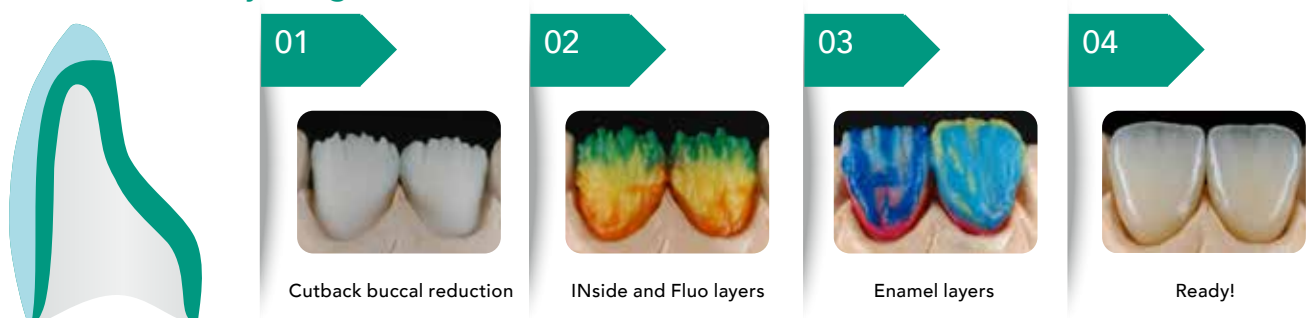 01
02
03
04
Cutback buccal reduction
INside and Fluo layers
Enamel layers
Ready!